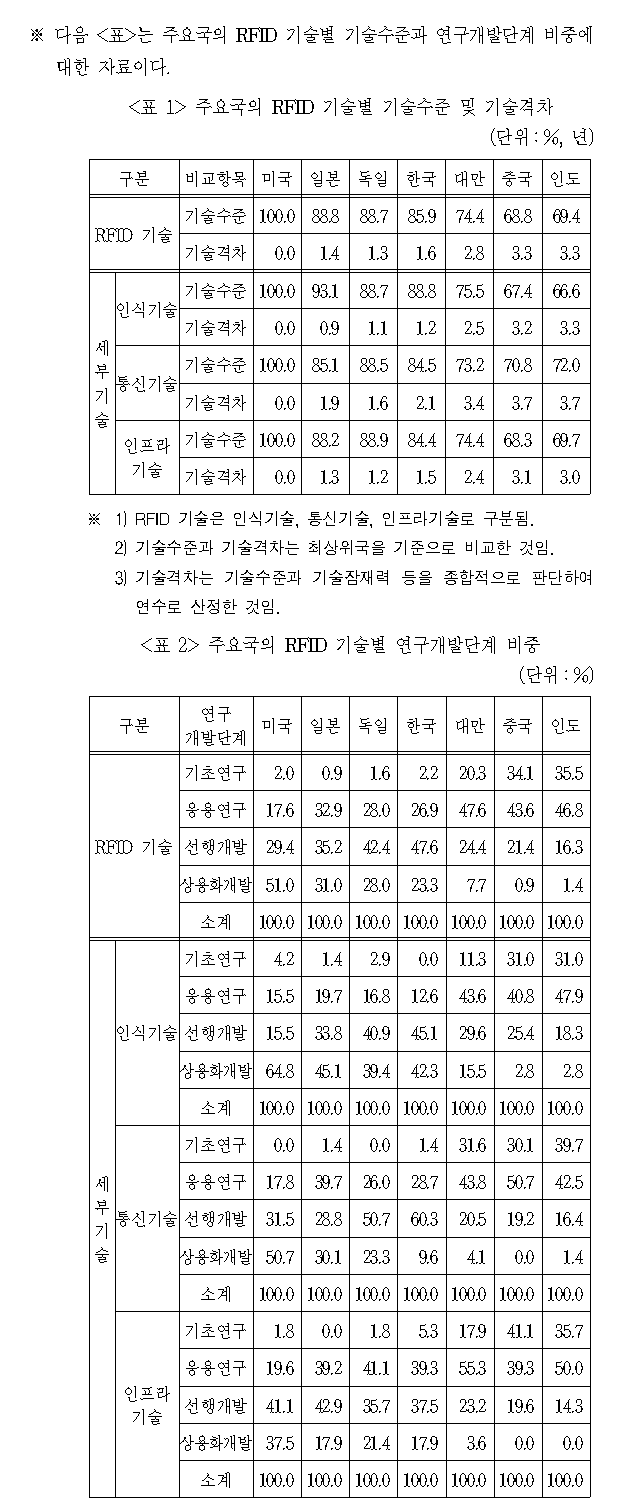 ※ 다음 <표>는 주요국의 RFID 기술별 기술수준과 연구개발단계 비중에
대한 자료이다.
<표 1> 주요국의 RFID 기술별 기술수준 및 기술격차
(단위 : %, 년)
구분 비교항목 미국 일본 독일 한국 대만 중국 인도
RFID 기술 기술수준 100.0 88.8 88.7 85.9 74.4 68.8 69.4
기술격차 0.0 1.4 1.3 1.6 2.8 3.3 3.3
세부기술 인식기술 기술수준 100.0 93.1 88.7 88.8 75.5 67.4 66.6
기술격차 0.0 0.9 1.1 1.2 2.5 3.2 3.3
통신기술 기술수준 100.0 85.1 88.5 84.5 73.2 70.8 72.0
기술격차 0.0 1.9 1.6 2.1 3.4 3.7 3.7
인프라기술 기술수준 100.0 88.2 88.9 84.4 74.4 68.3 69.7
기술격차 0.0 1.3 1.2 1.5 2.4 3.1 3.0
※ 1) RFID 기술은 인식기술, 통신기술, 인프라기술로 구분됨.
2) 기술수준과 기술격차는 최상위국을 기준으로 비교한 것임.
3) 기술격차는 기술수준과 기술잠재력 등을 종합적으로 판단하여
연수로 산정한 것임.
<표 2> 주요국의 RFID 기술별 연구개발단계 비중
(단위 : %)
구분 연구개발단계 미국 일본 독일 한국 대만 중국 인도
RFID 기술 기초연구 2.0 0.9 1.6 2.2 20.3 34.1 35.5
응용연구 17.6 32.9 28.0 26.9 47.6 43.6 46.8
선행개발 29.4 35.2 42.4 47.6 24.4 21.4 16.3
상용화개발 51.0 31.0 28.0 23.3 7.7 0.9 1.4
소계 100.0 100.0 100.0 100.0 100.0 100.0 100.0
세부기술 인식기술 기초연구 4.2 1.4 2.9 0.0 11.3 31.0 31.0
응용연구 15.5 19.7 16.8 12.6 43.6 40.8 47.9
선행개발 15.5 33.8 40.9 45.1 29.6 25.4 18.3
상용화개발 64.8 45.1 39.4 42.3 15.5 2.8 2.8
소계 100.0 100.0 100.0 100.0 100.0 100.0 100.0
통신기술 기초연구 0.0 1.4 0.0 1.4 31.6 30.1 39.7
응용연구 17.8 39.7 26.0 28.7 43.8 50.7 42.5
선행개발 31.5 28.8 50.7 60.3 20.5 19.2 16.4
상용화개발 50.7 30.1 23.3 9.6 4.1 0.0 1.4
소계 100.0 100.0 100.0 100.0 100.0 100.0 100.0
인프라기술 기초연구 1.8 0.0 1.8 5.3 17.9 41.1 35.7
응용연구 19.6 39.2 41.1 39.3 55.3 39.3 50.0
선행개발 41.1 42.9 35.7 37.5 23.2 19.6 14.3
상용화개발 37.5 17.9 21.4 17.9 3.6 0.0 0.0
소계 100.0 100.0 100.0 100.0 100.0 100.0 100.0